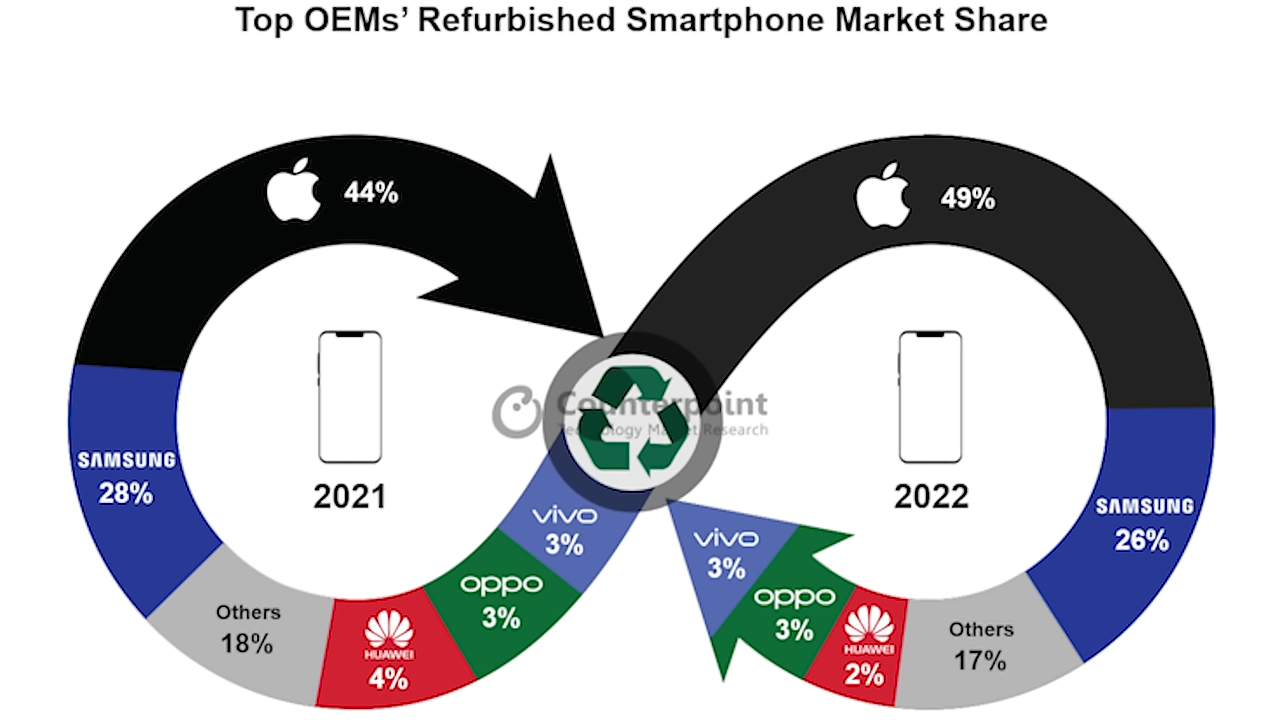 Top OEMs’ Refurbished Smartphone Market Share
44%
SAMSUNG
28%
Others
18%
HUAWEI
4%
oppo
3%
vivo
3%
2021
Counterpoint
Technology Market Research
49%
SAMSUNG
26%
Others
17%
HUAWEI
2%
oppo
3%
vivo
3%
2022